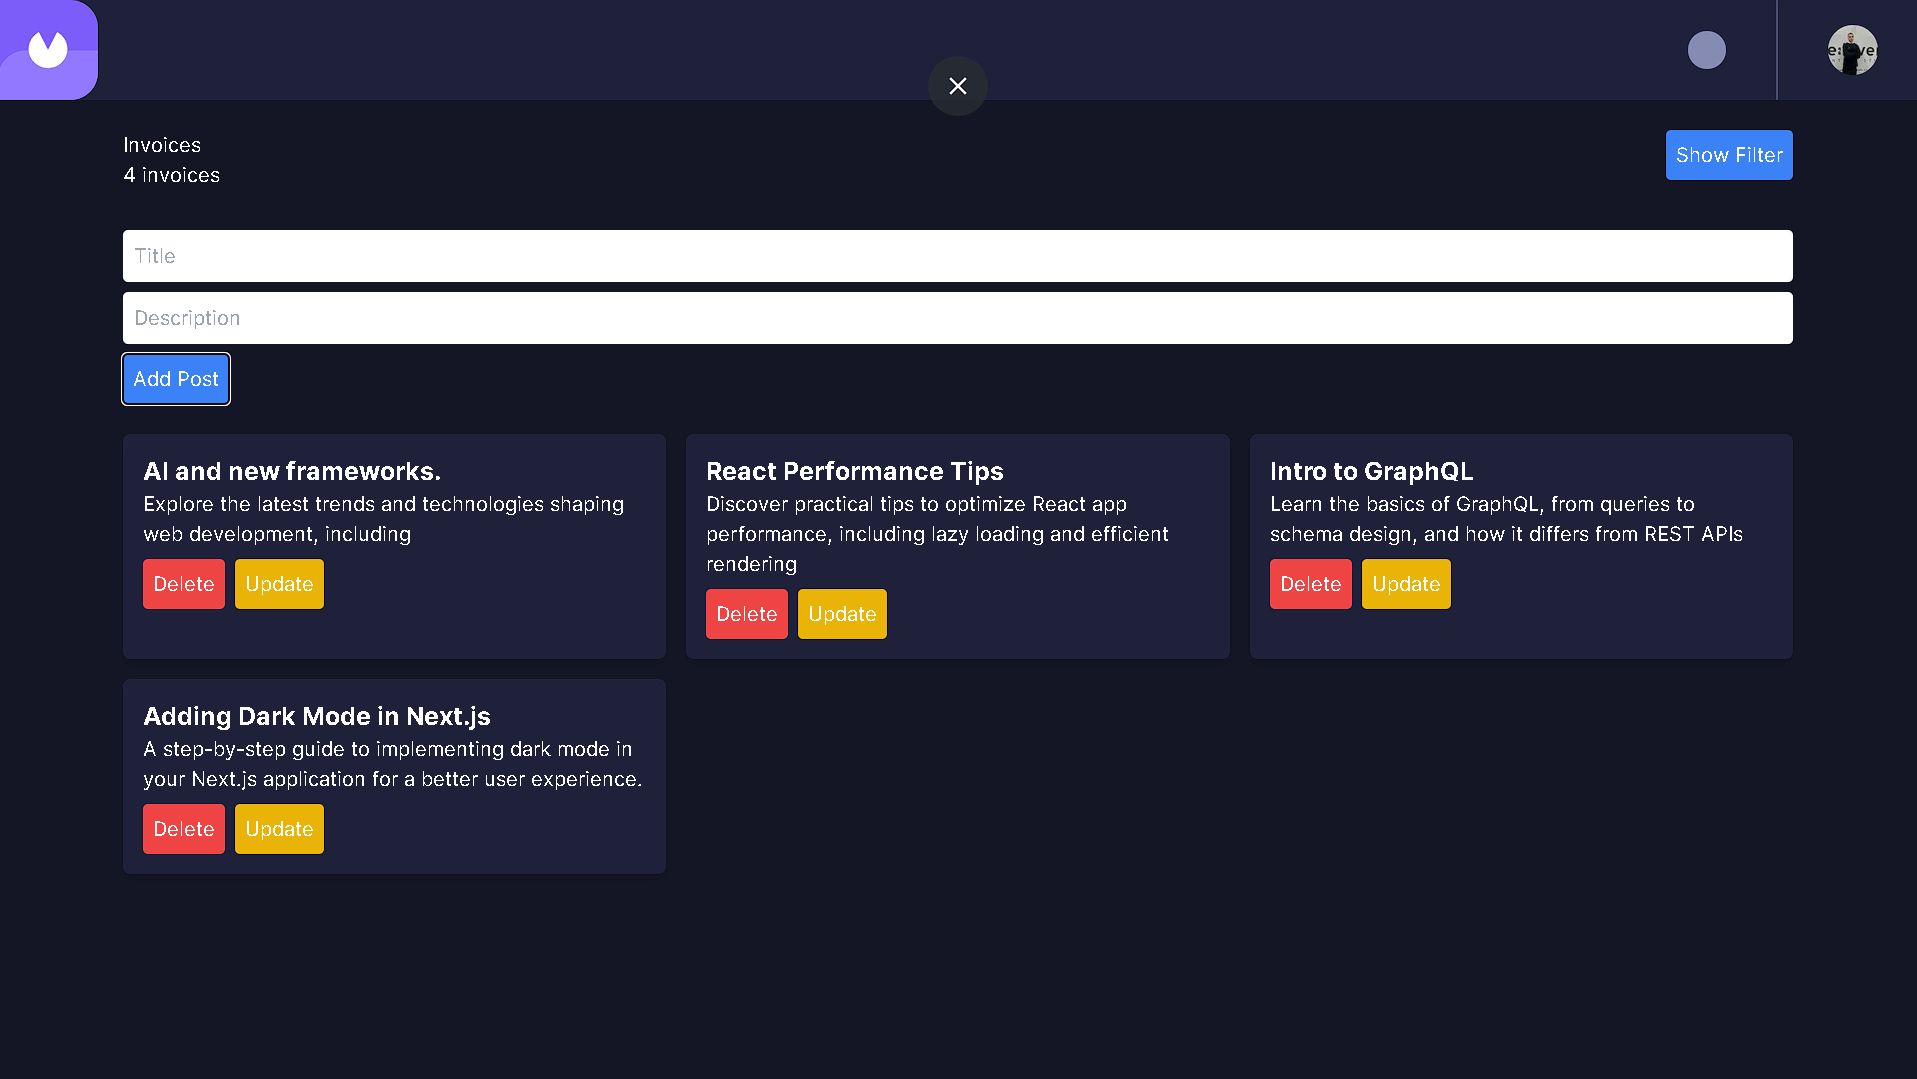 Invoices
4 invoices
Show Filter
Title
Description
Add Post
AI and new frameworks.
Explore the latest trends and technologies shaping
web development, including
Delete
Update
React Performance Tips
Discover practical tips to optimize React app
performance, including lazy loading and efficient
rendering
Delete
Update
Intro to GraphQL
Learn the basics of GraphQL, from queries to
schema design, and how it differs from REST APIs
Delete
Update
Adding Dark Mode in Next.js
A step-by-step guide to implementing dark mode in
your Next.js application for a better user experience.
Delete
Update